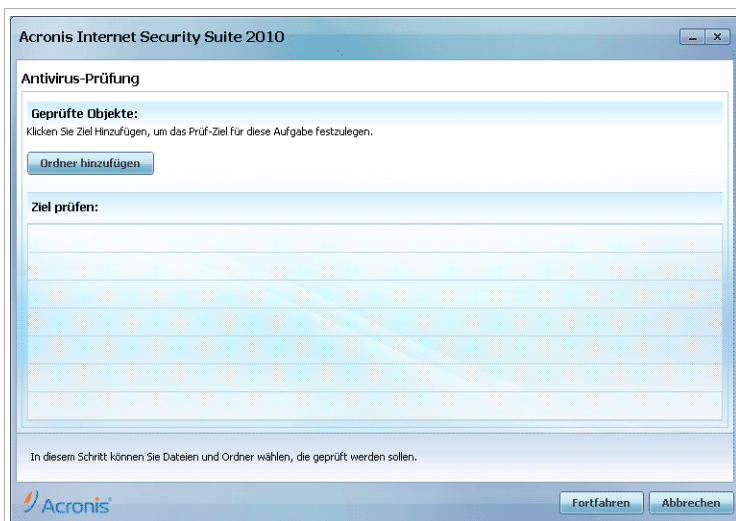 Acronis Internet Security Suite 2010
Antivirus-Prüfung
Geprüfte Objekte:
Klicken Sie Ziel Hinzufügen, um das Prüf-Ziel für diese Aufgabe festzulegen.
Ordner hinzufügen
Ziel prüfen:
In diesem Schritt können Sie Dateien und Ordner wählen, die geprüft werden sollen.
Acronis
Fortfahren Abbrechen